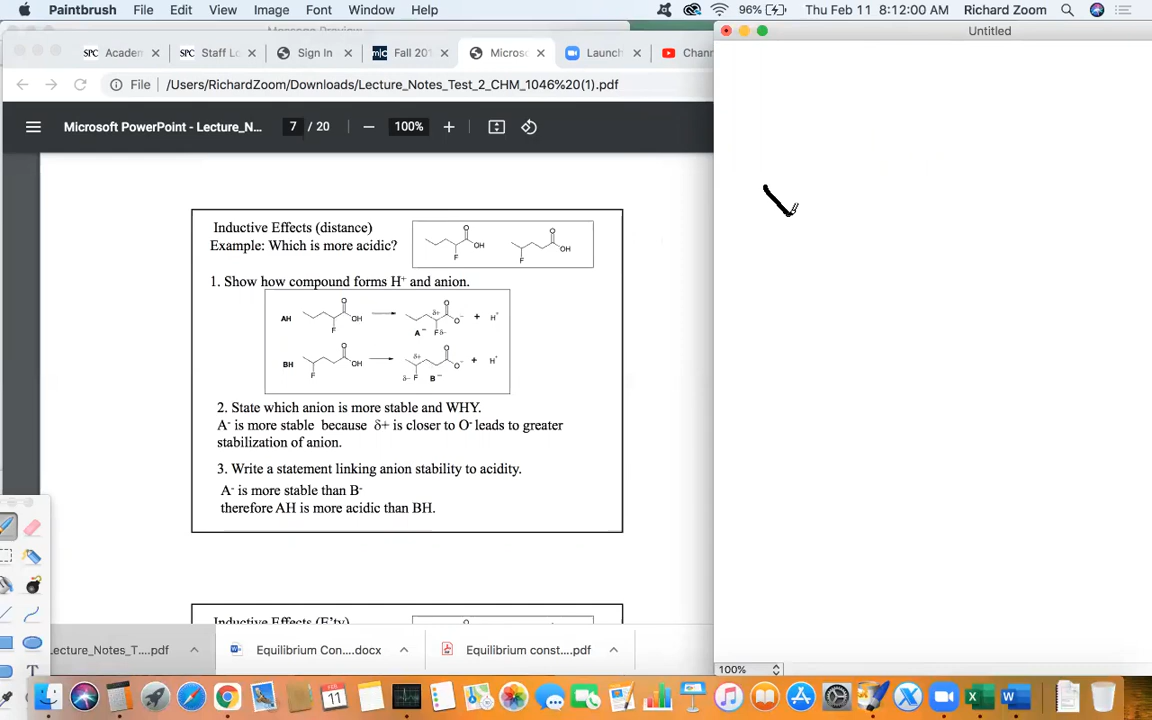 Paintbrush File Edit View Image Font Window Help 96% Thu Feb 11 8:12:00 AM Richard Zoom
Untitled
SPC Academ SPC Staff Lo Sign In Fall 201 Microso Launch Chann
File /Users/RichardZoom/Downloads/Lecture_Notes_Test_2_CHM_1046%20(1).pdf
Microsoft PowerPoint - Lecture_N... 7 / 20 100%
Inductive Effects (distance)
Example: Which is more acidic?
O OH F O OH F
1. Show how compound forms H⁺ and anion.
AH O OH F δ+ O O⁻ Fδ- A⁻ + H⁺
BH O OH F δ+ O O⁻ δ- F B⁻ + H⁺
2. State which anion is more stable and WHY.
A⁻ is more stable because δ+ is closer to O⁻ leads to greater
stabilization of anion.
3. Write a statement linking anion stability to acidity.
A⁻ is more stable than B⁻
therefore AH is more acidic than BH.
Inductive Effects (E'ty)
ecture_Notes_T....pdf Equilibrium Con....docx Equilibrium const....pdf
100%
FEB
11